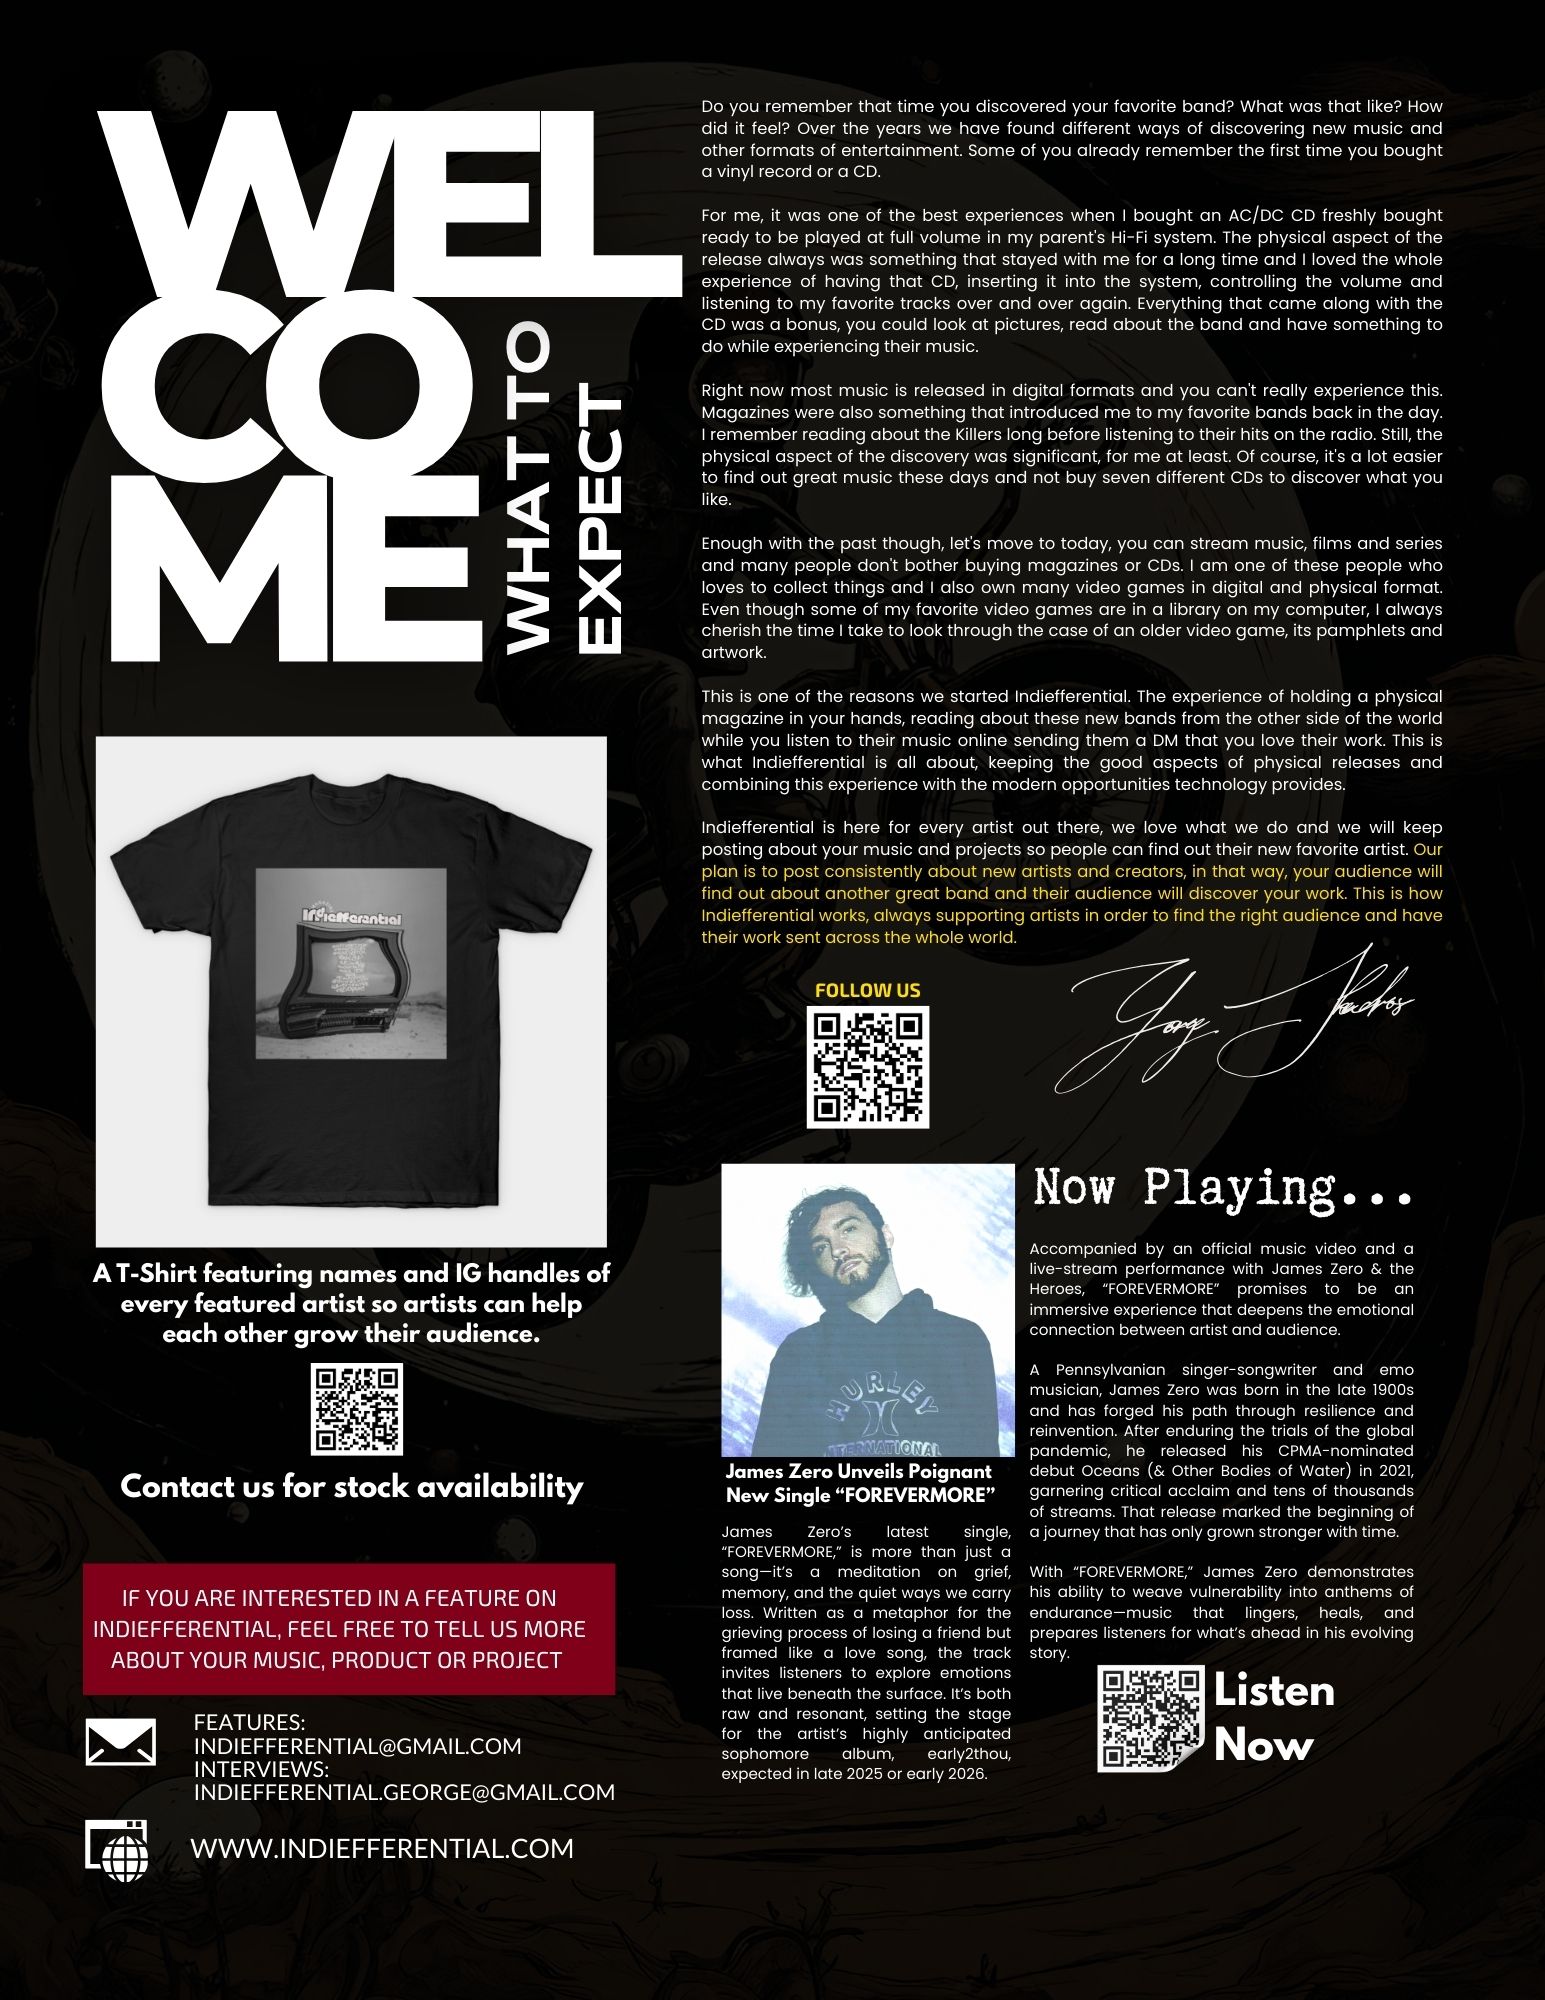 WEL
CO
ME
WHAT TO
EXPECT
Do you remember that time you discovered your favorite band? What was that like? How
did it feel? Over the years we have found different ways of discovering new music and
other formats of entertainment. Some of you already remember the first time you bought
a vinyl record or a CD.
For me, it was one of the best experiences when I bought an AC/DC CD freshly bought
ready to be played at full volume in my parent's Hi-Fi system. The physical aspect of the
release always was something that stayed with me for a long time and I loved the whole
experience of having that CD, inserting it into the system, controlling the volume and
listening to my favorite tracks over and over again. Everything that came along with the
CD was a bonus, you could look at pictures, read about the band and have something to
do while experiencing their music.
Right now most music is released in digital formats and you can't really experience this.
Magazines were also something that introduced me to my favorite bands back in the day.
I remember reading about the Killers long before listening to their hits on the radio. Still, the
physical aspect of the discovery was significant, for me at least. Of course, it's a lot easier
to find out great music these days and not buy seven different CDs to discover what you
like.
Enough with the past though, let's move to today, you can stream music, films and series
and many people don't bother buying magazines or CDs. I am one of these people who
loves to collect things and I also own many video games in digital and physical format.
Even though some of my favorite video games are in a library on my computer, I always
cherish the time I take to look through the case of an older video game, its pamphlets and
artwork.
This is one of the reasons we started Indiefferential. The experience of holding a physical
magazine in your hands, reading about these new bands from the other side of the world
while you listen to their music online sending them a DM that you love their work. This is
what Indiefferential is all about, keeping the good aspects of physical releases and
combining this experience with the modern opportunities technology provides.
Indiefferential is here for every artist out there, we love what we do and we will keep
posting about your music and projects so people can find out their new favorite artist. Our
plan is to post consistently about new artists and creators, in that way, your audience will
find out about another great band and their audience will discover your work. This is how
Indiefferential works, always supporting artists in order to find the right audience and have
their work sent across the whole world.
FOLLOW US
Indiefferential
A T-Shirt featuring names and IG handles of
every featured artist so artists can help
each other grow their audience.
Contact us for stock availability
IF YOU ARE INTERESTED IN A FEATURE ON
INDIEFFERENTIAL, FEEL FREE TO TELL US MORE
ABOUT YOUR MUSIC, PRODUCT OR PROJECT
FEATURES:
INDIEFFERENTIAL@GMAIL.COM
INTERVIEWS:
INDIEFFERENTIAL.GEORGE@GMAIL.COM
WWW.INDIEFFERENTIAL.COM
HURLEY
INTERNATIONAL
James Zero Unveils Poignant
New Single “FOREVERMORE”
James Zero’s latest single,
“FOREVERMORE,” is more than just a
song—it’s a meditation on grief,
memory, and the quiet ways we carry
loss. Written as a metaphor for the
grieving process of losing a friend but
framed like a love song, the track
invites listeners to explore emotions
that live beneath the surface. It’s both
raw and resonant, setting the stage
for the artist’s highly anticipated
sophomore album, early2thou,
expected in late 2025 or early 2026.
Now Playing...
Accompanied by an official music video and a
live-stream performance with James Zero & the
Heroes, “FOREVERMORE” promises to be an
immersive experience that deepens the emotional
connection between artist and audience.
A Pennsylvanian singer-songwriter and emo
musician, James Zero was born in the late 1900s
and has forged his path through resilience and
reinvention. After enduring the trials of the global
pandemic, he released his CPMA-nominated
debut Oceans (& Other Bodies of Water) in 2021,
garnering critical acclaim and tens of thousands
of streams. That release marked the beginning of
a journey that has only grown stronger with time.
With “FOREVERMORE,” James Zero demonstrates
his ability to weave vulnerability into anthems of
endurance—music that lingers, heals, and
prepares listeners for what’s ahead in his evolving
story.
Listen
Now